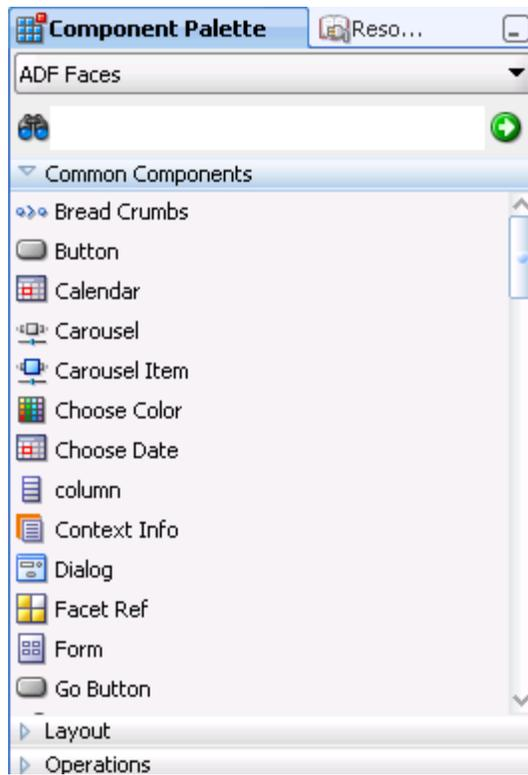 Component Palette Reso...
ADF Faces
Common Components
Bread Crumbs
Button
Calendar
Carousel
Carousel Item
Choose Color
Choose Date
column
Context Info
Dialog
Facet Ref
Form
Go Button
Layout
Operations